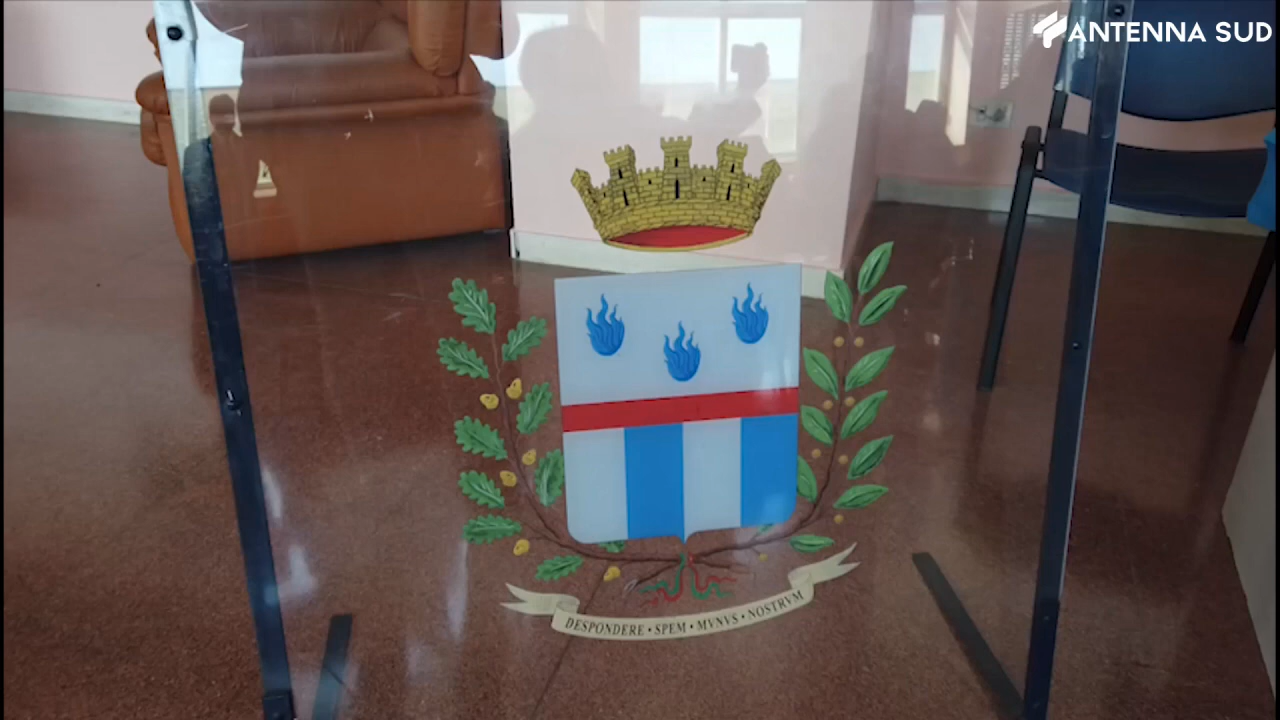 ANTENNA SUD
DESPONDERE • SPEM • MVNVS • NOSTRVM